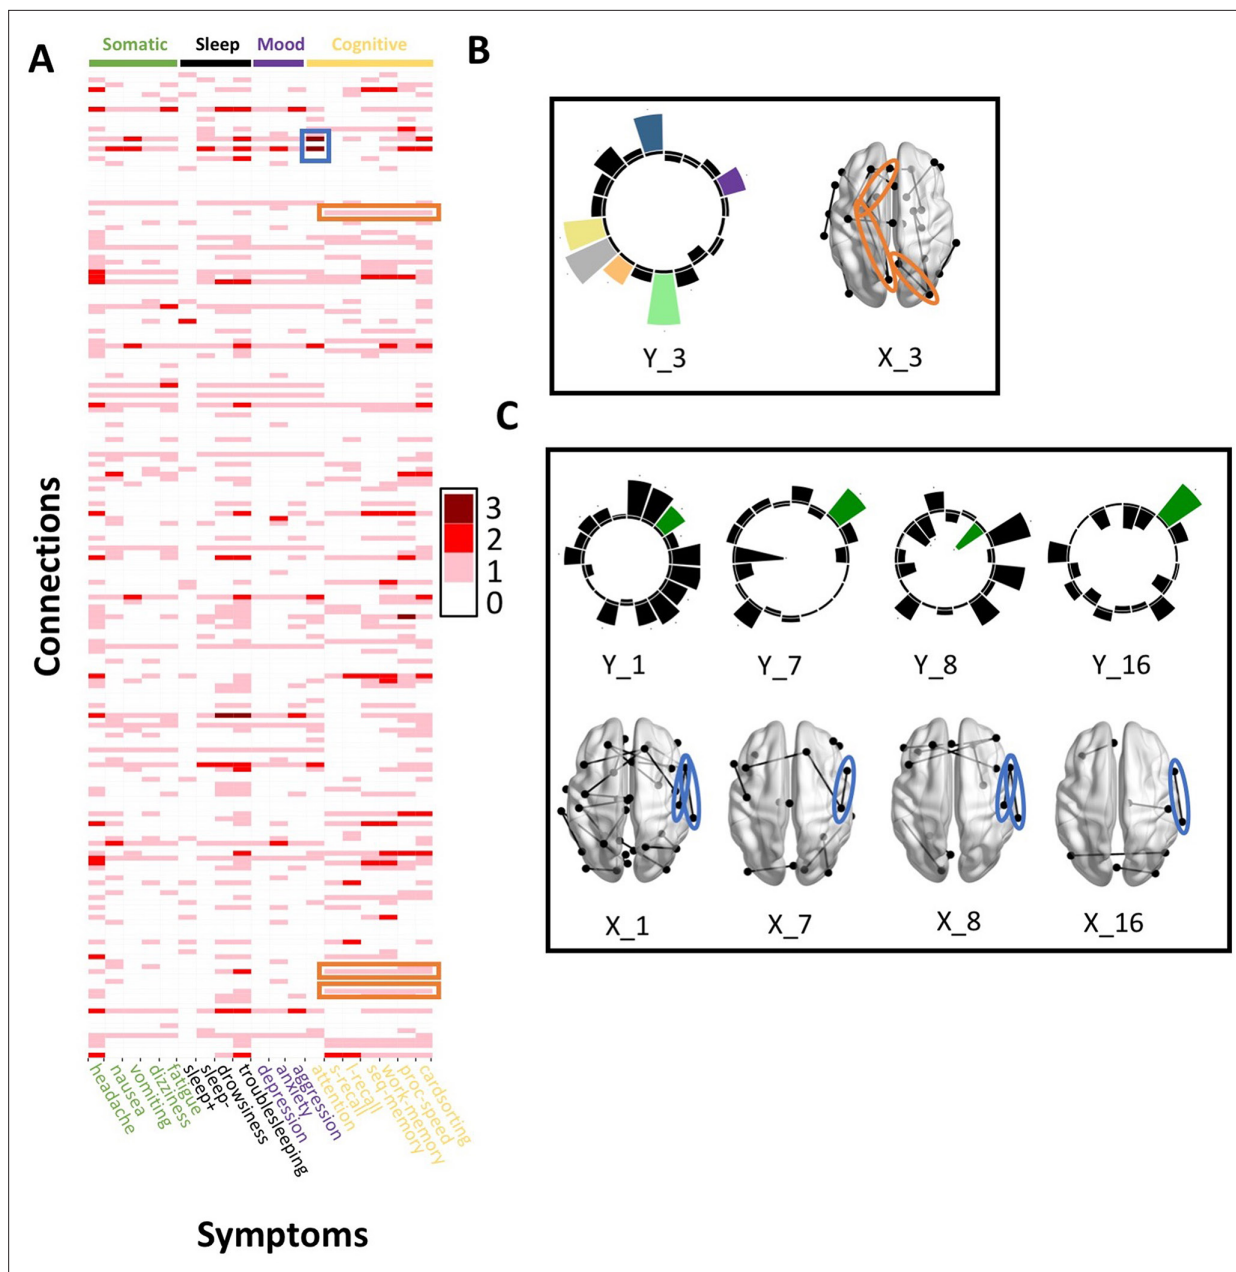 A
Somatic Sleep Mood Cognitive
Connections
3
2
1
0
headache
nausea
vomiting
dizziness
fatigue
sleep+
sleep-
drowsiness
troublesleeping
depression
anxiety
aggression
attention
s-recall
l-recall
seq-memory
work-memory
proc-speed
cardsorting
Symptoms
B
Y_3 X_3
C
Y_1 Y_7 Y_8 Y_16
X_1 X_7 X_8 X_16